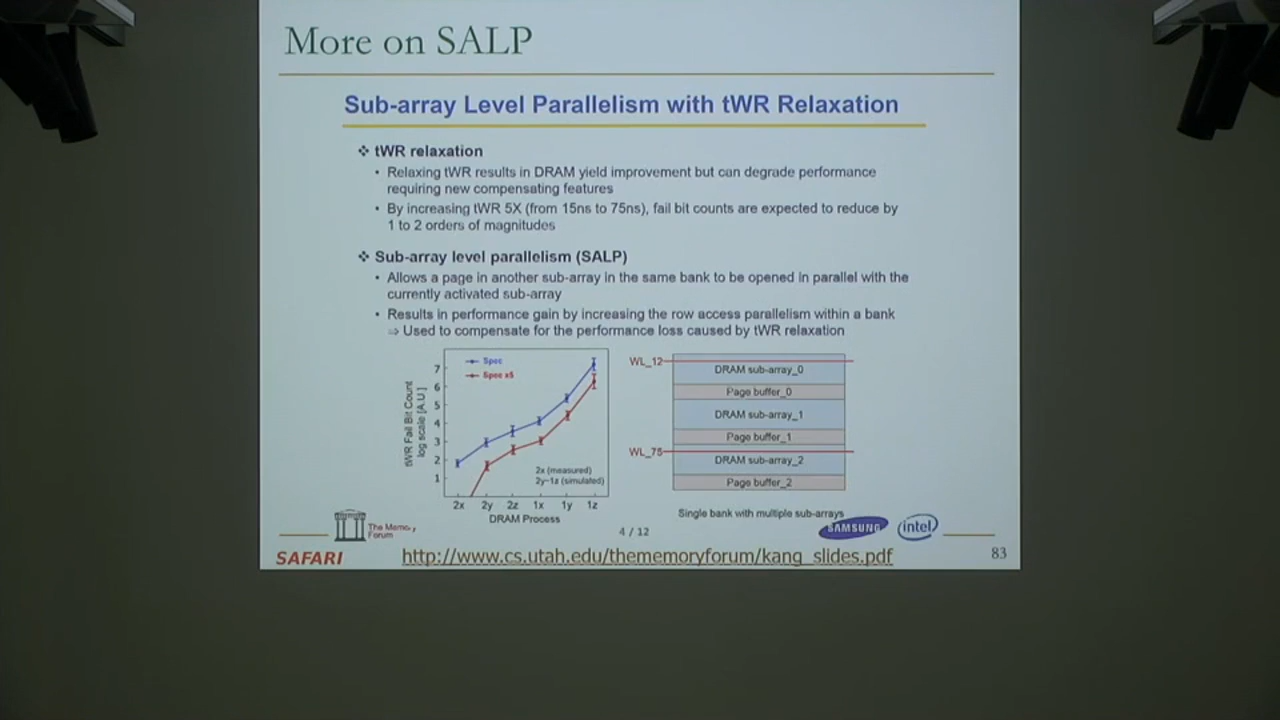 More on SALP
Sub-array Level Parallelism with tWR Relaxation
❖ tWR relaxation
• Relaxing tWR results in DRAM yield improvement but can degrade performance
requiring new compensating features
• By increasing tWR 5X (from 15ns to 75ns), fail bit counts are expected to reduce by
1 to 2 orders of magnitudes
❖ Sub-array level parallelism (SALP)
• Allows a page in another sub-array in the same bank to be opened in parallel with the
currently activated sub-array
• Results in performance gain by increasing the row access parallelism within a bank
⇒ Used to compensate for the performance loss caused by tWR relaxation
tWR Fail Bit Count
log scale [A.U.]
7
6
5
4
3
2
1
Spec
Spec x5
2x (measured)
2y~1z (simulated)
2x 2y 2z 1x 1y 1z
DRAM Process
WL_12
DRAM sub-array_0
Page buffer_0
DRAM sub-array_1
Page buffer_1
WL_75
DRAM sub-array_2
Page buffer_2
Single bank with multiple sub-arrays
The Memory
Forum
4 / 12
SAMSUNG
intel
SAFARI
http://www.cs.utah.edu/thememoryforum/kang_slides.pdf
83